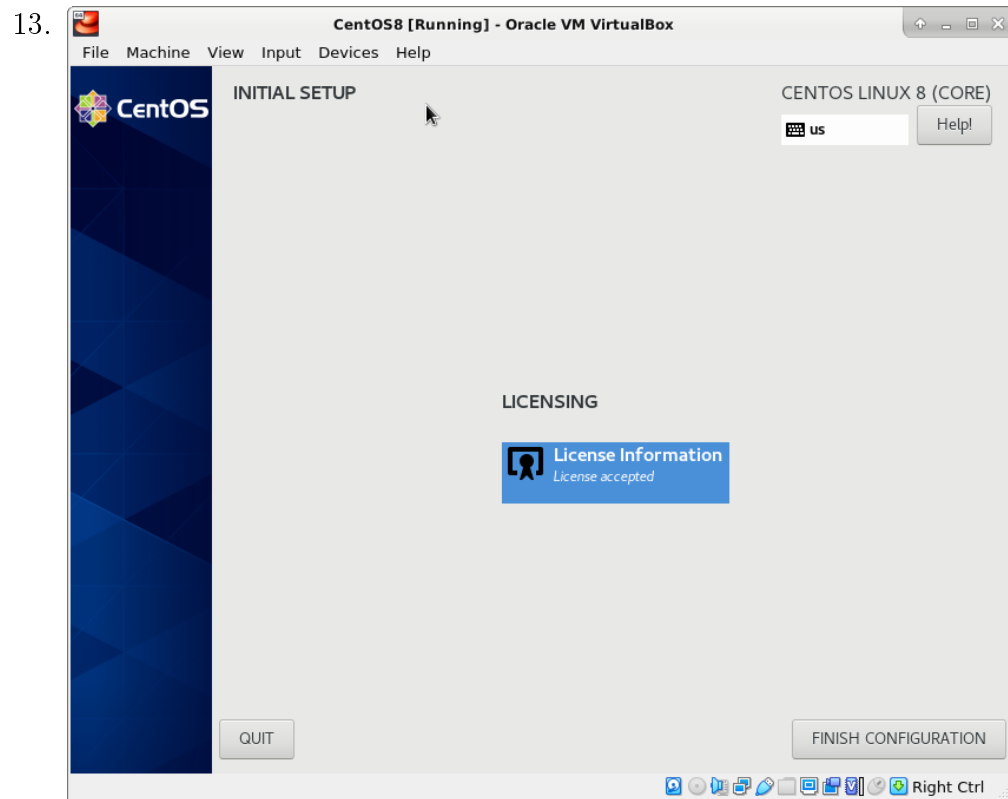 13.
CentOS8 [Running] - Oracle VM VirtualBox
File Machine View Input Devices Help
CentOS
INITIAL SETUP
CENTOS LINUX 8 (CORE)
us
Help!
LICENSING
License Information
License accepted
QUIT
FINISH CONFIGURATION
Right Ctrl